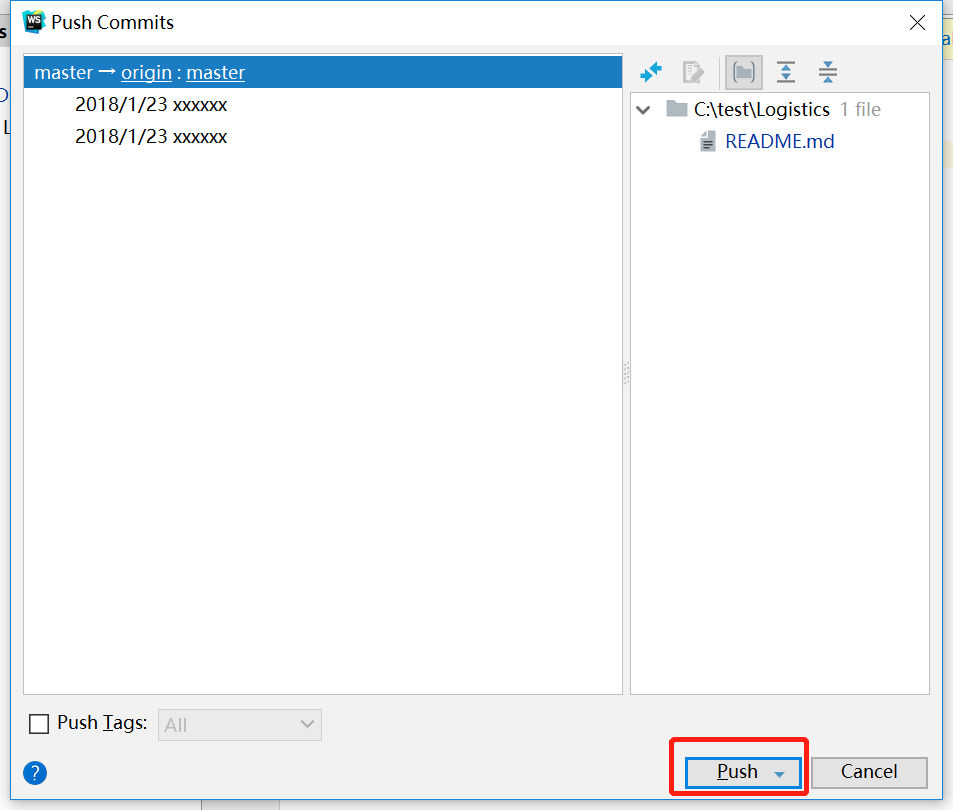 WS
Push Commits
master → origin : master
2018/1/23 xxxxxx
2018/1/23 xxxxxx
C:\test\Logistics 1 file
README.md
Push Tags: All
?
Push
Cancel